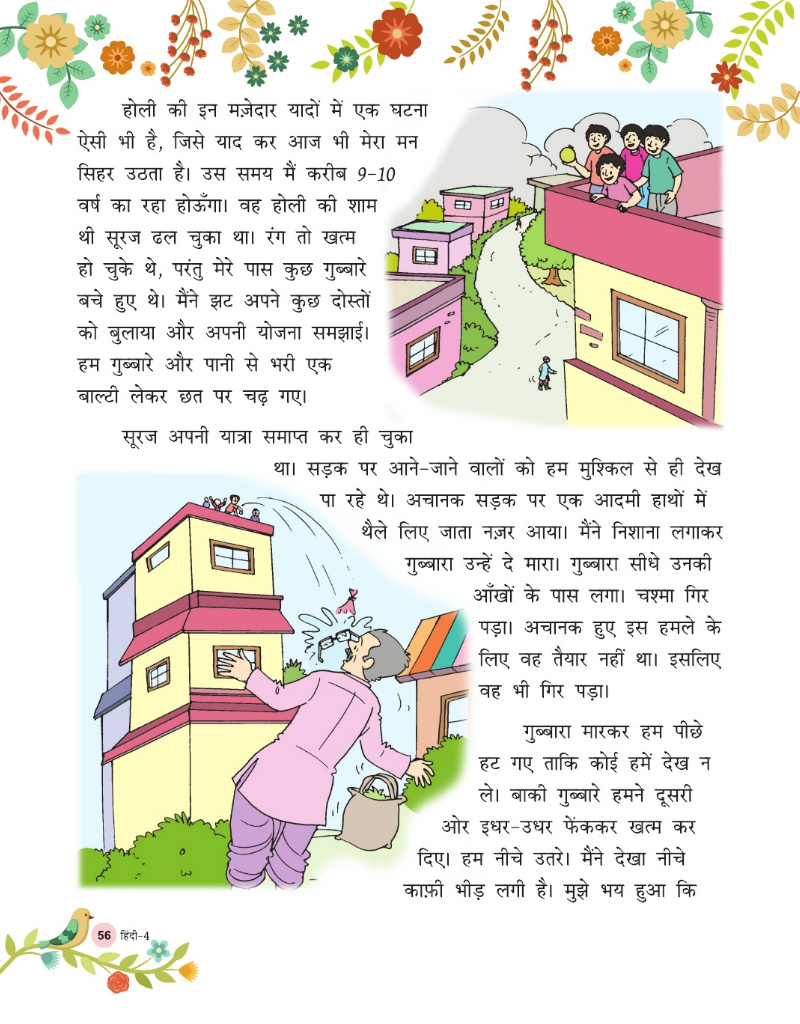 होली की इन मज़ेदार यादों में एक घटना
ऐसी भी है, जिसे याद कर आज भी मेरा मन
सिहर उठता है। उस समय मैं करीब 9-10
वर्ष का रहा होऊँगा। वह होली की शाम
थी सूरज ढल चुका था। रंग तो खत्म
हो चुके थे, परंतु मेरे पास कुछ गुब्बारे
बचे हुए थे। मैंने झट अपने कुछ दोस्तों
को बुलाया और अपनी योजना समझाई।
हम गुब्बारे और पानी से भरी एक
बाल्टी लेकर छत पर चढ़ गए।
सूरज अपनी यात्रा समाप्त कर ही चुका
था। सड़क पर आने-जाने वालों को हम मुश्किल से ही देख
पा रहे थे। अचानक सड़क पर एक आदमी हाथों में
थैले लिए जाता नज़र आया। मैंने निशाना लगाकर
गुब्बारा उन्हें दे मारा। गुब्बारा सीधे उनकी
आँखों के पास लगा। चश्मा गिर
पड़ा। अचानक हुए इस हमले के
लिए वह तैयार नहीं था। इसलिए
वह भी गिर पड़ा।
गुब्बारा मारकर हम पीछे
हट गए ताकि कोई हमें देख न
ले। बाकी गुब्बारे हमने दूसरी
ओर इधर-उधर फेंककर खत्म कर
दिए। हम नीचे उतरे। मैंने देखा नीचे
काफ़ी भीड़ लगी है। मुझे भय हुआ कि
56 हिंदी-4